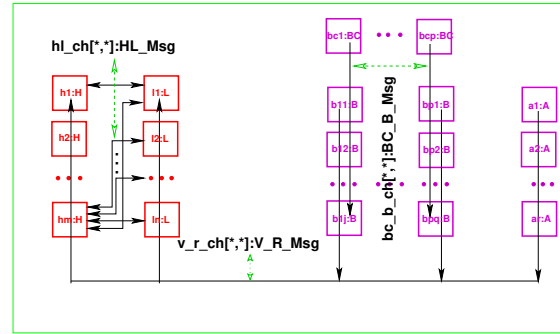 hl_ch[*,*]:HL_Msg
bc1:BC
bcp:BC
h1:H
l1:L
b11:B
bp1:B
a1:A
h2:H
l2:L
b12:B
bp2:B
a2:A
bc_b_ch[*,*]:BC_B_Msg
hm:H
ln:L
b1j:B
bpq:B
ar:A
v_r_ch[*,*]:V_R_Msg